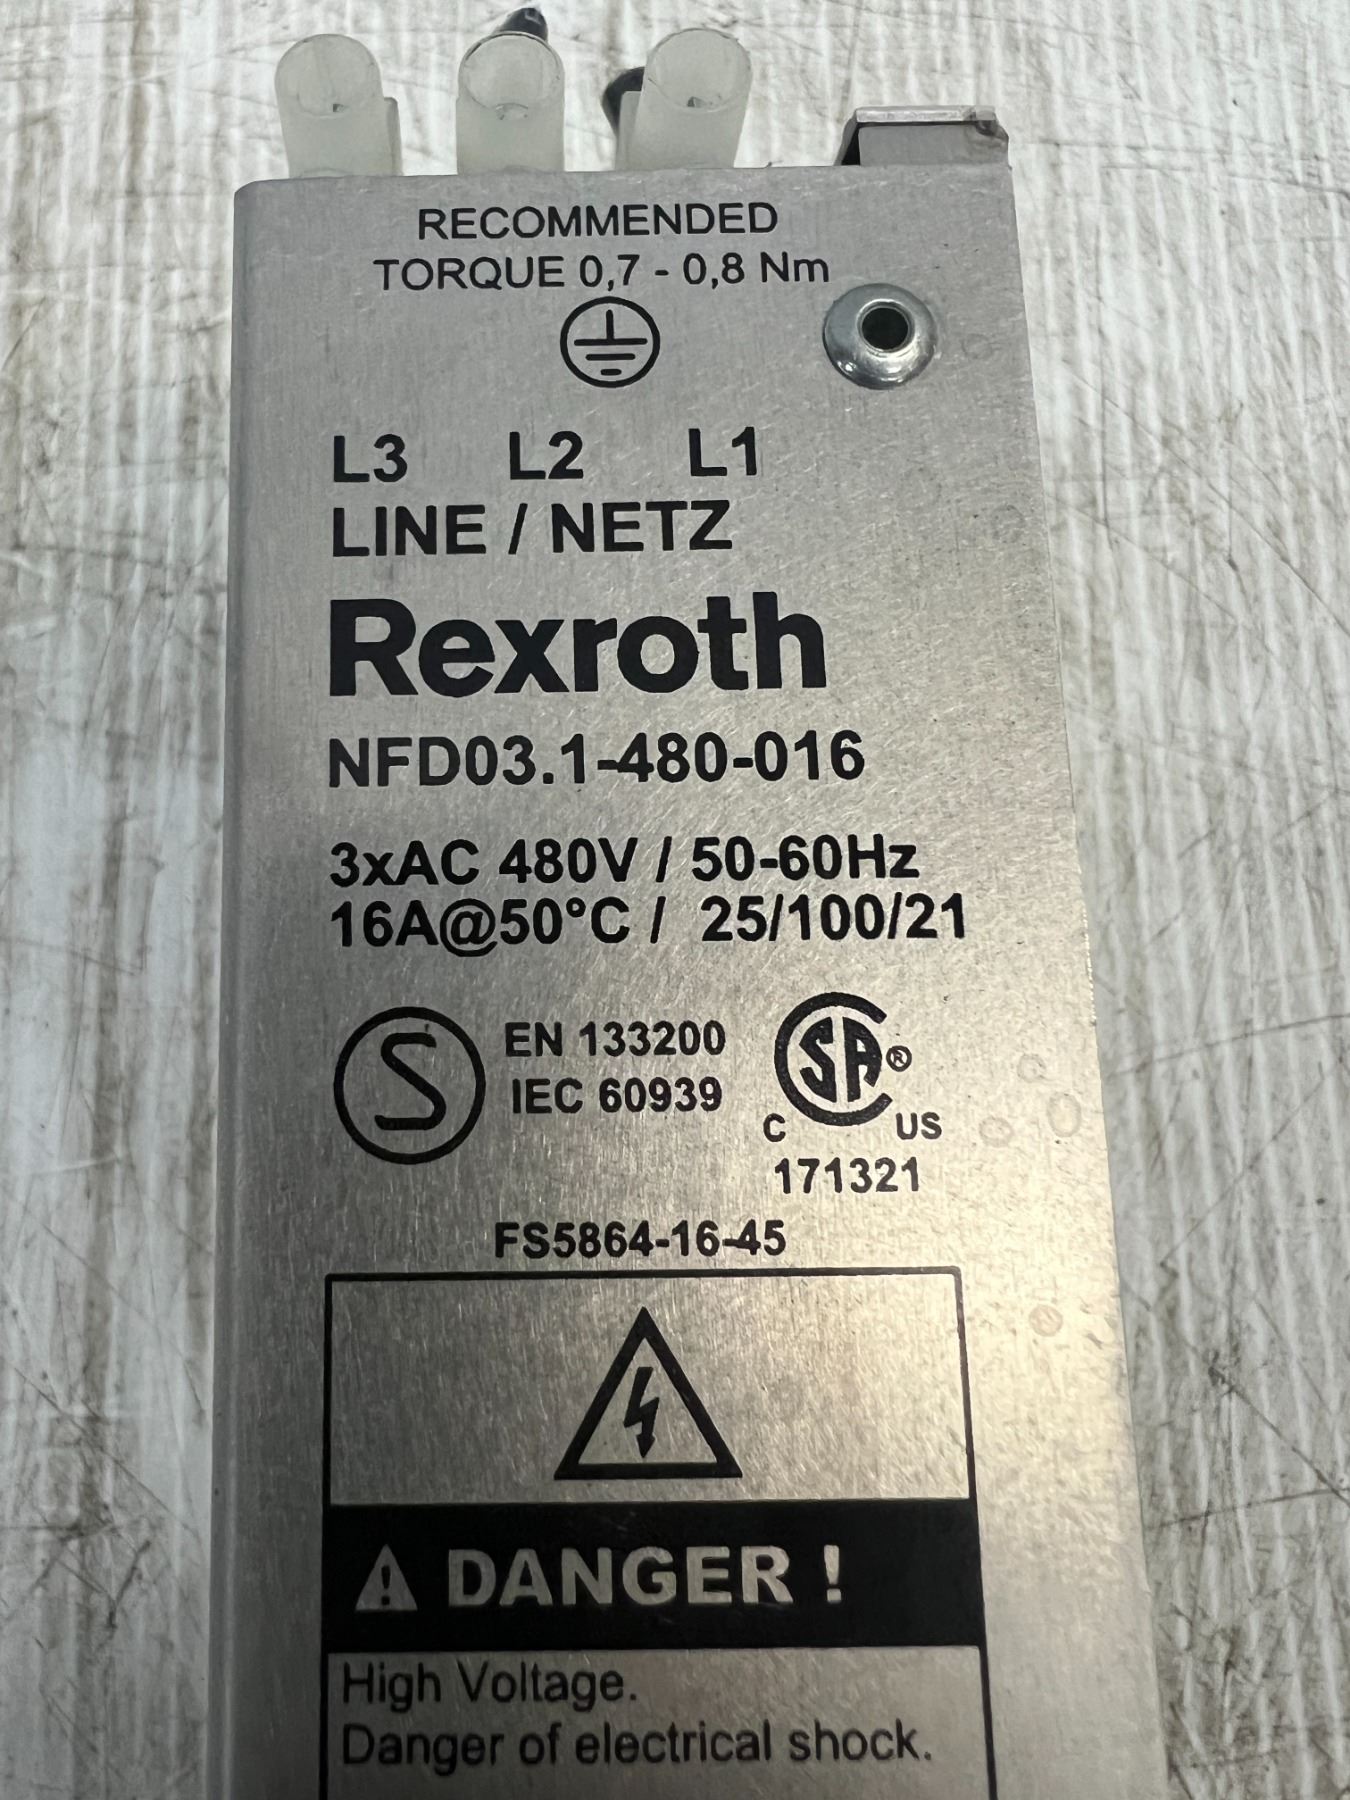 RECOMMENDED
TORQUE 0,7 - 0,8 Nm
L3 L2 L1
LINE / NETZ
Rexroth
NFD03.1-480-016
3xAC 480V / 50-60Hz
16A@50°C / 25/100/21
S
EN 133200
IEC 60939
CSA®
C US
171321
FS5864-16-45
DANGER !
High Voltage.
Danger of electrical shock.